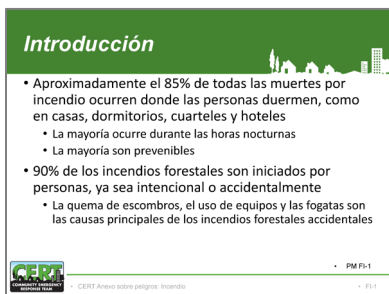 Introducción
• Aproximadamente el 85% de todas las muertes por
incendio ocurren donde las personas duermen, como
en casas, dormitorios, cuarteles y hoteles
• La mayoría ocurre durante las horas nocturnas
• La mayoría son prevenibles
• 90% de los incendios forestales son iniciados por
personas, ya sea intencional o accidentalmente
• La quema de escombros, el uso de equipos y las fogatas son
las causas principales de los incendios forestales accidentales
• PM FI-1
CERT
COMMUNITY EMERGENCY
RESPONSE TEAM
• CERT Anexo sobre peligros: Incendio
• FI-1